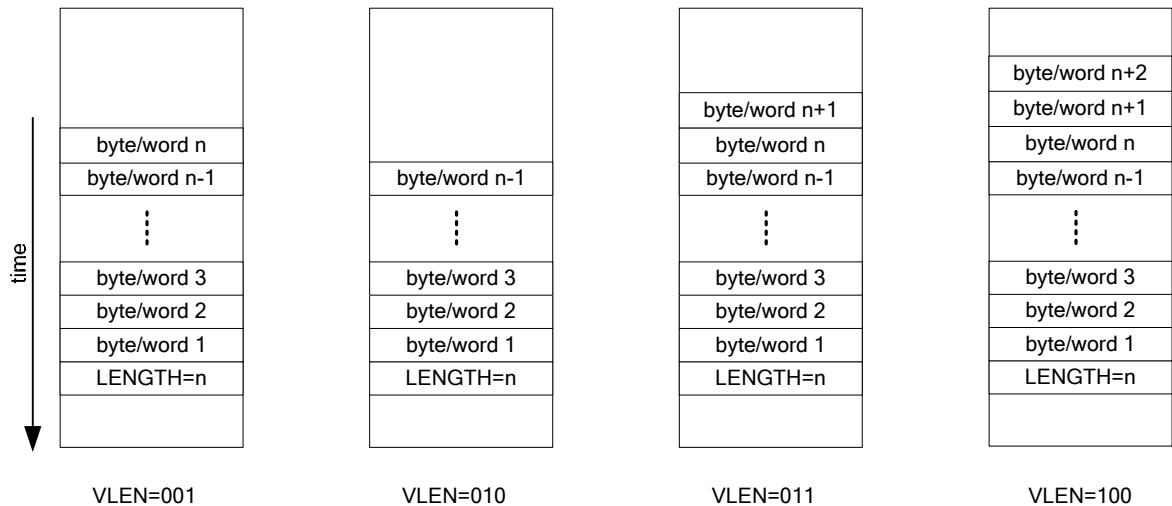 time
byte/word n
byte/word n-1
byte/word 3
byte/word 2
byte/word 1
LENGTH=n
VLEN=001
byte/word n-1
byte/word 3
byte/word 2
byte/word 1
LENGTH=n
VLEN=010
byte/word n+1
byte/word n
byte/word n-1
byte/word 3
byte/word 2
byte/word 1
LENGTH=n
VLEN=011
byte/word n+2
byte/word n+1
byte/word n
byte/word n-1
byte/word 3
byte/word 2
byte/word 1
LENGTH=n
VLEN=100